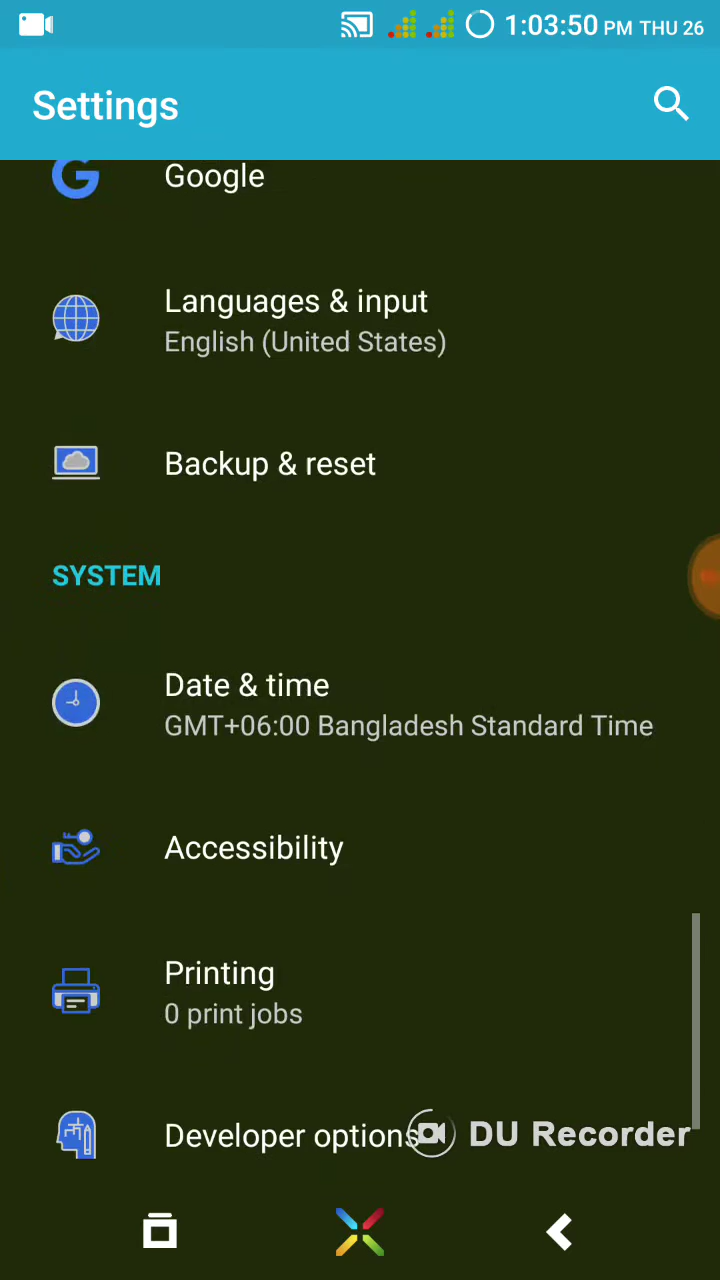 1:03:50 PM THU 26
Settings
Google
Languages & input
English (United States)
Backup & reset
SYSTEM
Date & time
GMT+06:00 Bangladesh Standard Time
Accessibility
Printing
0 print jobs
Developer options
DU Recorder